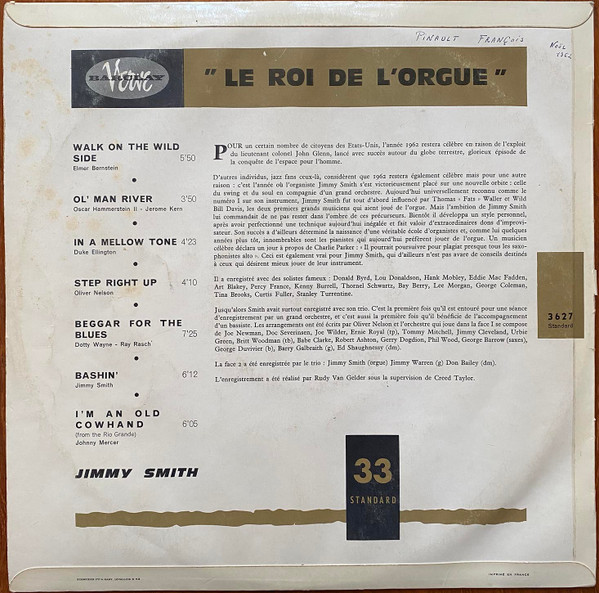 PINAULT FRANÇOIS
NOËL
1962
Verve
BARCLAY
" LE ROI DE L'ORGUE "
WALK ON THE WILD
SIDE 5'50
Elmer Bernstein
OL' MAN RIVER 3'50
Oscar Hammerstein II - Jerome Kern
IN A MELLOW TONE 4'23
Duke Ellington
STEP RIGHT UP 4'10
Oliver Nelson
BEGGAR FOR THE
BLUES 7'25
Dotty Wayne - Ray Rasch
BASHIN' 6'12
Jimmy Smith
I'M AN OLD
COWHAND 6'05
(from the Rio Grande)
Johnny Mercer
JIMMY SMITH
POUR un certain nombre de citoyens des Etats-Unis, l'année 1962 restera célèbre en raison de l'exploit
du lieutenant colonel John Glenn, lancé avec succès autour du globe terrestre, glorieux épisode de
la conquête de l'espace pour l'homme.
D'autres individus, jazz fans ceux-là, considèrent que 1962 restera également célèbre mais pour une autre
raison : c'est l'année où l'organiste Jimmy Smith s'est victorieusement placé sur une nouvelle orbite : celle
du swing et du soul en compagnie d'un grand orchestre. Aujourd'hui universellement reconnu comme le
numéro 1 sur son instrument, Jimmy Smith fut tout d'abord influencé par Thomas « Fats » Waller et Wild
Bill Davis, les deux premiers grands musiciens qui aient joué de l'orgue. Mais l'ambition de Jimmy Smith
lui commandait de ne pas rester dans l'ombre de ces précurseurs. Bientôt il développa un style personnel,
après avoir perfectionné une technique aujourd'hui inégalée et fait valoir d'extraordinaires dons d'improvi-
sateur. Son succès a d'ailleurs déterminé la naissance d'une véritable école d'organistes et, comme lui quelques
années plus tôt, innombrables sont les pianistes qui aujourd'hui préfèrent jouer de l'orgue. Un musicien
célèbre déclara un jour à propos de Charlie Parker : « Il pourrait poursuivre pour plagiat presque tous les saxo-
phonistes alto ». Ceci est également vrai pour Jimmy Smith, qui d'ailleurs n'est pas avare de conseils destinés
à ceux qui désirent mieux jouer de leur instrument.
Il a enregistré avec des solistes fameux : Donald Byrd, Lou Donaldson, Hank Mobley, Eddie Mac Fadden,
Art Blakey, Percy France, Kenny Burrell, Thornel Schwartz, Bay Berry, Lee Morgan, George Coleman,
Tina Brooks, Curtis Fuller, Stanley Turrentine.
Jusqu'alors Smith avait surtout enregistré avec son trio. C'est la première fois qu'il est entouré pour une séance
d'enregistrement par un grand orchestre, et c'est aussi la première fois qu'il bénéficie de l'accompagnement
d'un bassiste. Les arrangements ont été écrits par Oliver Nelson et l'orchestre qui joue dans la face 1 se compose
de Joe Newman, Doc Severinsen, Joe Wilder, Ernie Royal (tp), Tommy Mitchell, Jimmy Cleveland, Urbie
Green, Britt Woodman (tb), Babe Clarke, Robert Ashton, Gerry Dogdion, Phil Wood, George Barrow (saxes),
George Duvivier (b), Barry Galbraith (g), Ed Shaughnessy (dm).
La face 2 a été enregistrée par le trio : Jimmy Smith (orgue) Jimmy Warren (g) Don Bailey (dm).
L'enregistrement a été réalisé par Rudy Van Gelder sous la supervision de Creed Taylor.
3627
Standard
33
STANDARD
IMPRIMÉ EN FRANCE